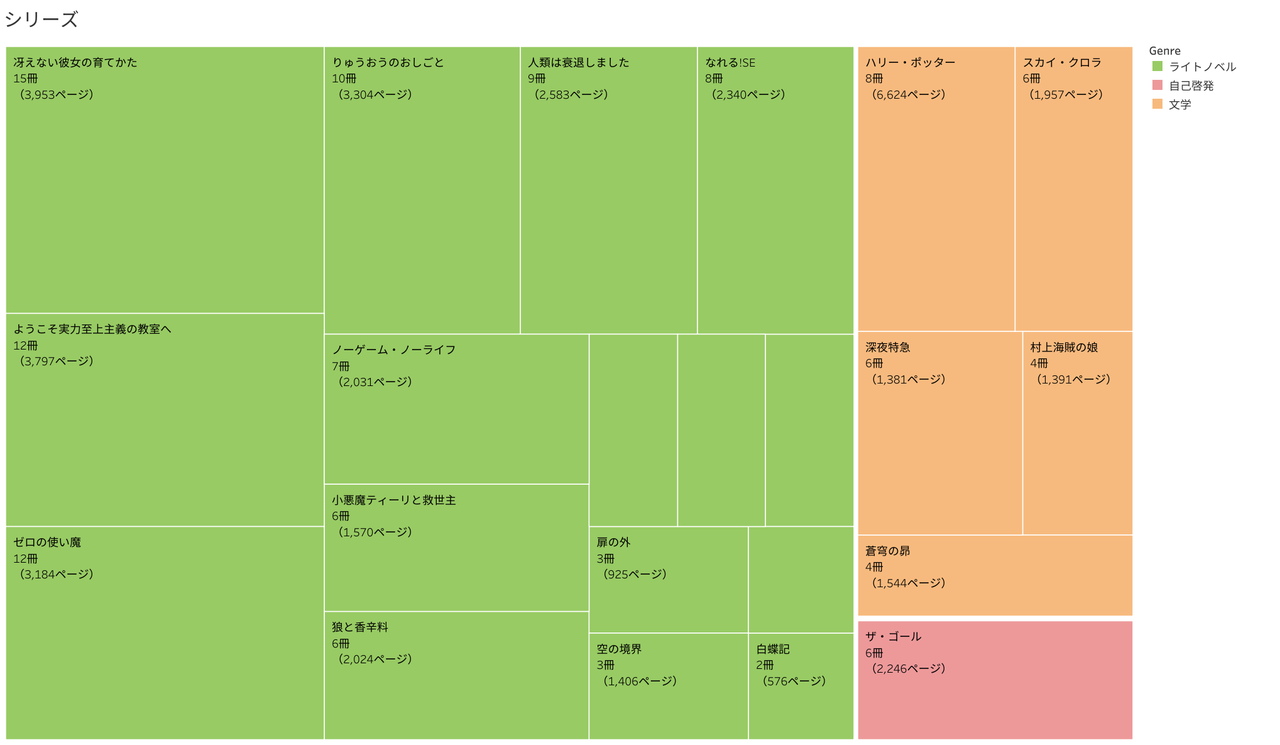 シリーズ
冴えない彼女の育てかた
15冊
（3,953ページ）
りゅうおうのおしごと
10冊
（3,304ページ）
人類は衰退しました
9冊
（2,583ページ）
なれる!SE
8冊
（2,340ページ）
ようこそ実力至上主義の教室へ
12冊
（3,797ページ）
ゼロの使い魔
12冊
（3,184ページ）
ノーゲーム・ノーライフ
7冊
（2,031ページ）
小悪魔ティーリと救世主
6冊
（1,570ページ）
狼と香辛料
6冊
（2,024ページ）
扉の外
3冊
（925ページ）
空の境界
3冊
（1,406ページ）
白蝶記
2冊
（576ページ）
ハリー・ポッター
8冊
（6,624ページ）
スカイ・クロラ
6冊
（1,957ページ）
深夜特急
6冊
（1,381ページ）
村上海賊の娘
4冊
（1,391ページ）
蒼穹の昴
4冊
（1,544ページ）
ザ・ゴール
6冊
（2,246ページ）
Genre
ライトノベル
自己啓発
文学